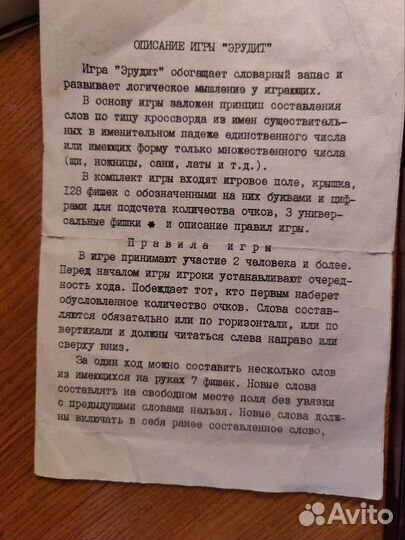 ОПИСАНИЕ ИГРЫ "ЭРУДИТ"
Игра "Эрудит" обогащает словарный запас и
развивает логическое мышление у играющих.
В основу игры заложен принцип составления
слов по типу кроссворда из имен существитель-
ных в именительном падеже единственного числа
или имеющих форму только множественного числа
(щи, ножницы, сани, латы и т.д.).
В комплект игры входят игровое поле, крышка,
128 фишек с обозначенными на них буквами и циф-
рами для подсчета количества очков, 3 универ-
сальные фишки * и описание правил игры.
Правила игры
В игре принимают участие 2 человека и более.
Перед началом игры игроки устанавливают очеред-
ность хода. Побеждает тот, кто первым наберет
обусловленное количество очков. Слова состав-
ляются обязательно или по горизонтали, или по
вертикали и должны читаться слева направо или
сверху вниз.
За один ход можно составить несколько слов
из имеющихся на руках 7 фишек. Новые слова
составлять на свободном месте поля без увязки
с предыдущими словами нельзя. Новые слова долж-
ны включать в себя ранее составленное слово,
Avito